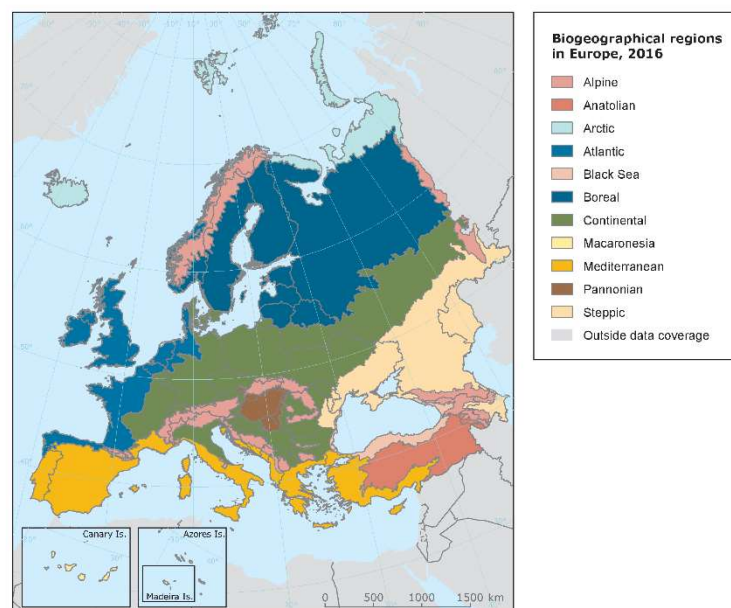 Biogeographical regions
in Europe, 2016
Alpine
Anatolian
Arctic
Atlantic
Black Sea
Boreal
Continental
Macaronesia
Mediterranean
Pannonian
Steppic
Outside data coverage
Canary Is.
Azores Is.
Madeira Is.
0 500 1000 1500 km